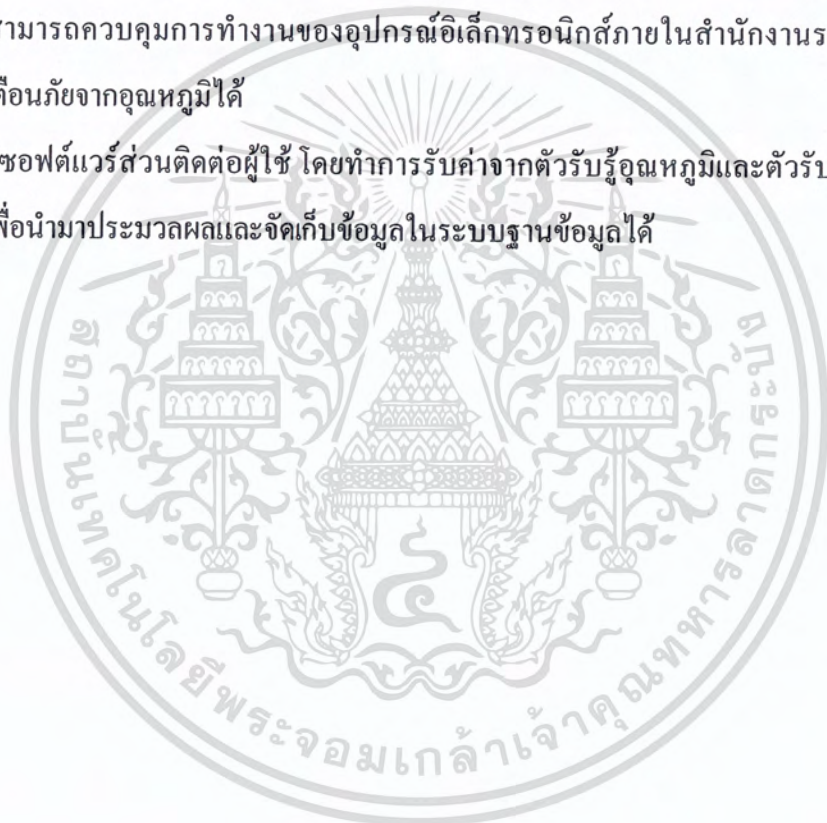 สามารถควบคุมการทำงานของอุปกรณ์อิเล็กทรอนิกส์ภายในสำนักงานร
ตือนภัยจากอุณหภูมิได้
ซอฟต์แวร์ส่วนติดต่อผู้ใช้ โดยทำการรับค่าจากตัวรับรู้อุณหภูมิและตัวรับ
พื่อนำมาประมวลผลและจัดเก็บข้อมูลในระบบฐานข้อมูลได้
สถาบันเทคโนโลยีพระจอมเกล้าเจ้าคุณทหารลาดกระบัง
๔